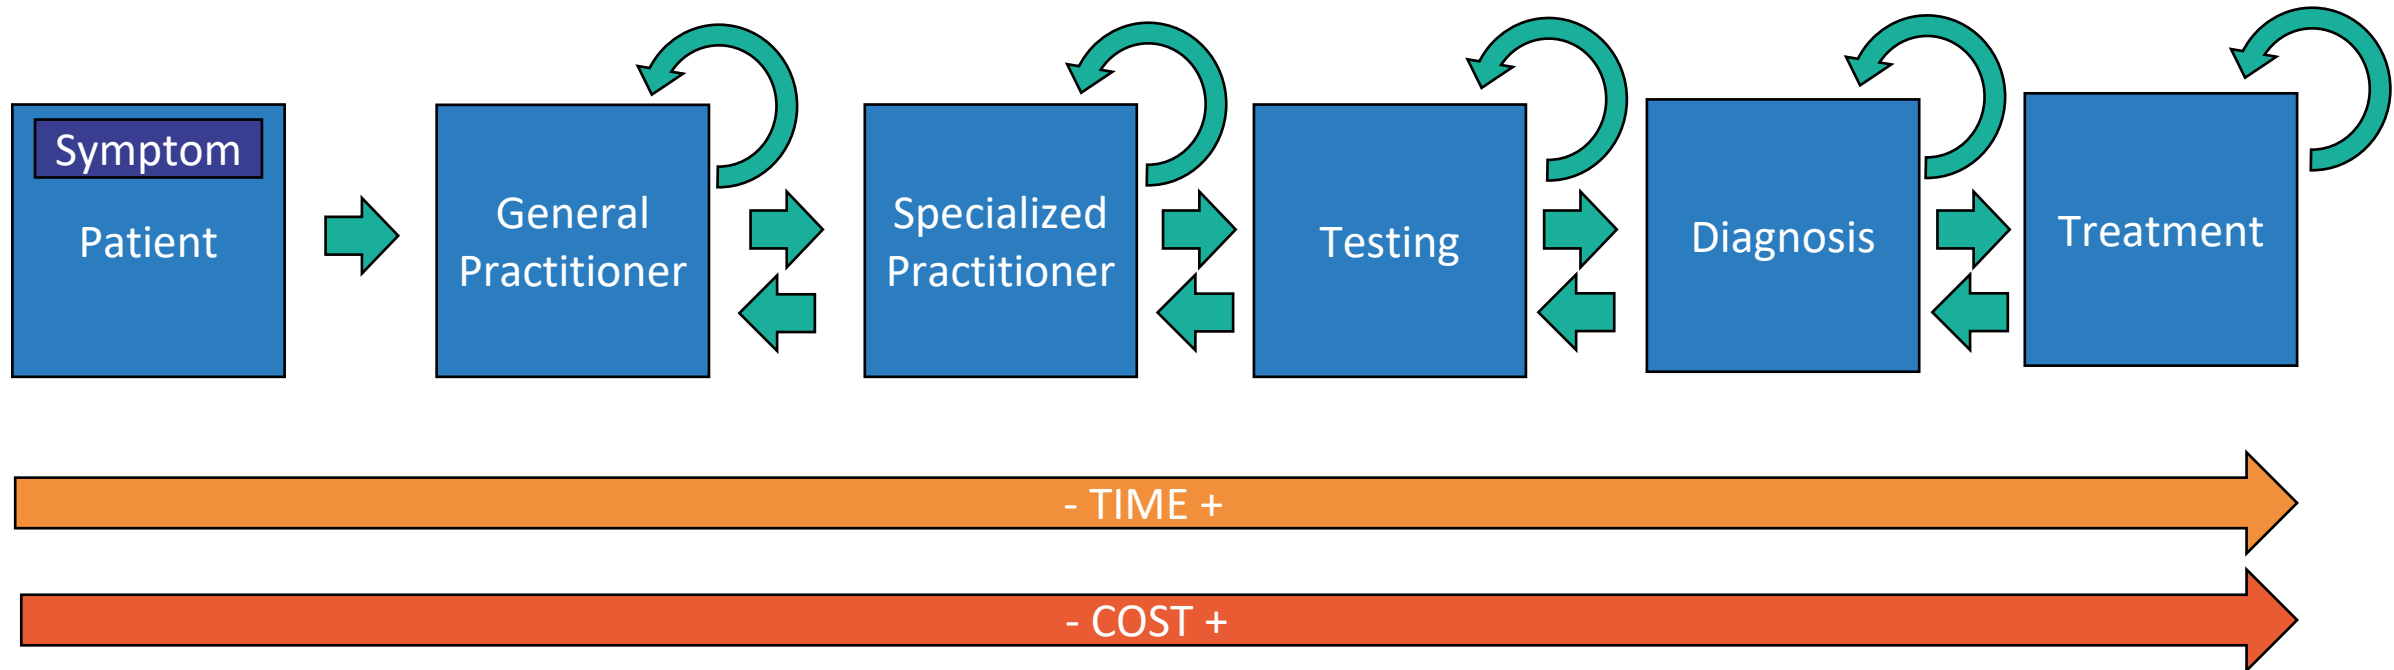 Symptom
Patient
General
Practitioner
Specialized
Practitioner
Testing
Diagnosis
Treatment
- TIME +
- COST +